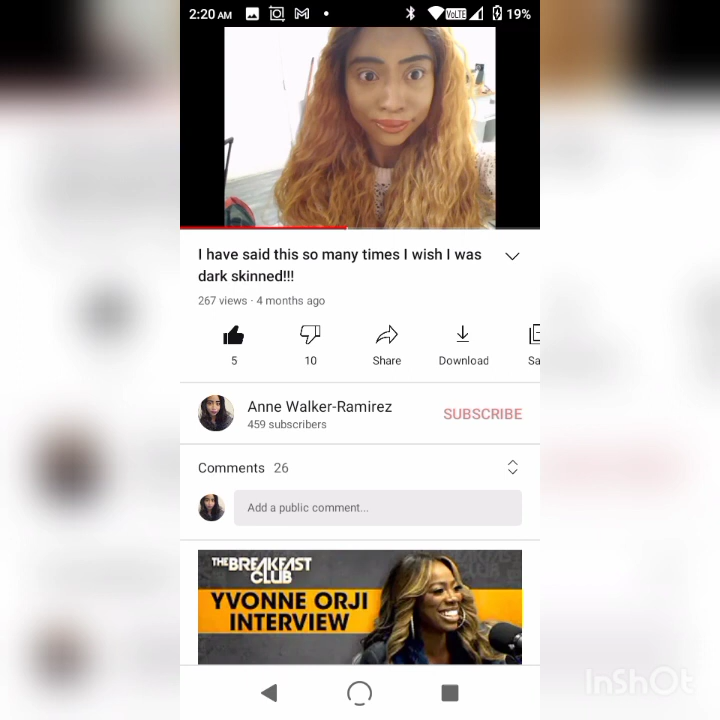 2:20 AM VoLTE 19%
I have said this so many times I wish I was
dark skinned!!!
267 views · 4 months ago
5 10 Share Download Sa
Anne Walker-Ramirez SUBSCRIBE
459 subscribers
Comments 26
Add a public comment...
THE BREAKFAST
CLUB
YVONNE ORJI
INTERVIEW
InShOt